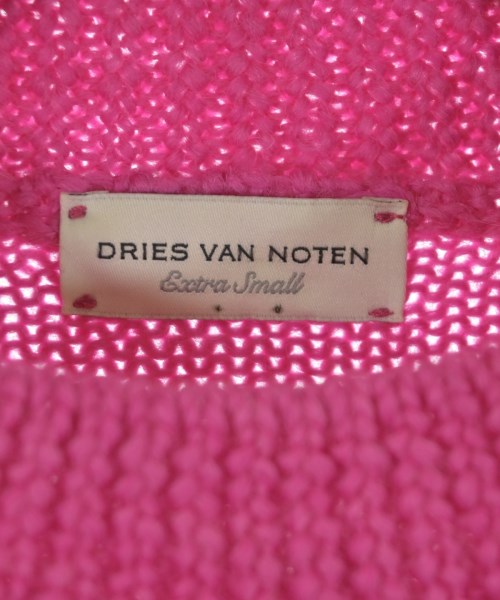 DRIES VAN NOTEN
Extra Small